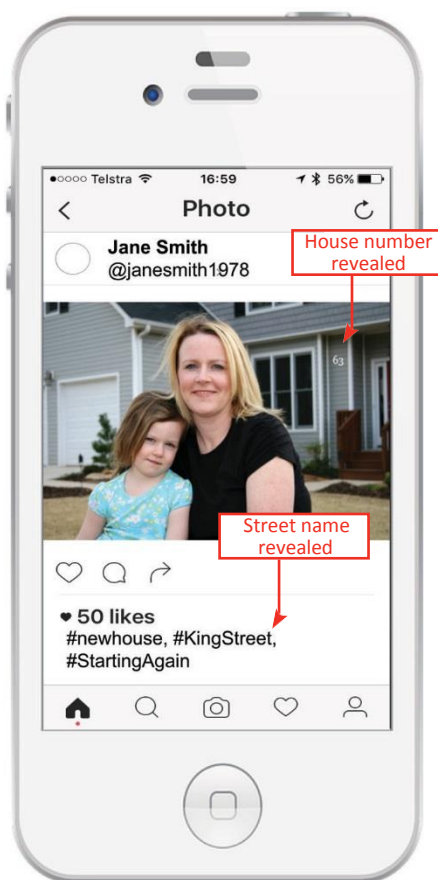 Telstra 16:59 56%
Photo
Jane Smith
@janesmith1978
House number
revealed
63
Street name
revealed
50 likes
#newhouse, #KingStreet,
#StartingAgain